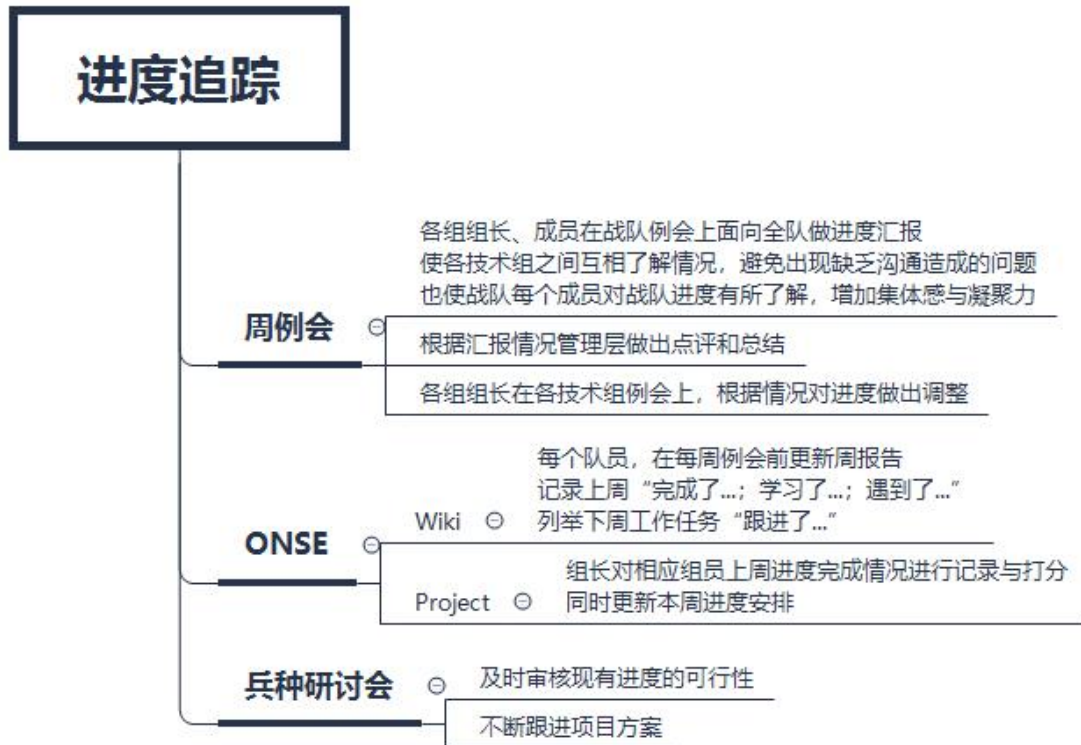 进度追踪
各组组长、成员在战队例会上面向全队做进度汇报
使各技术组之间互相了解情况，避免出现缺乏沟通造成的问题
也使战队每个成员对战队进度有所了解，增加集体感与凝聚力
周例会
根据汇报情况管理层做出点评和总结
各组组长在各技术组例会上，根据情况对进度做出调整
每个队员，在每周例会前更新周报告
记录上周“完成了...；学习了...；遇到了...”
Wiki
列举下周工作任务“跟进了...”
ONSE
组长对相应组员上周进度完成情况进行记录与打分
Project
同时更新本周进度安排
兵种研讨会
及时审核现有进度的可行性
不断跟进项目方案